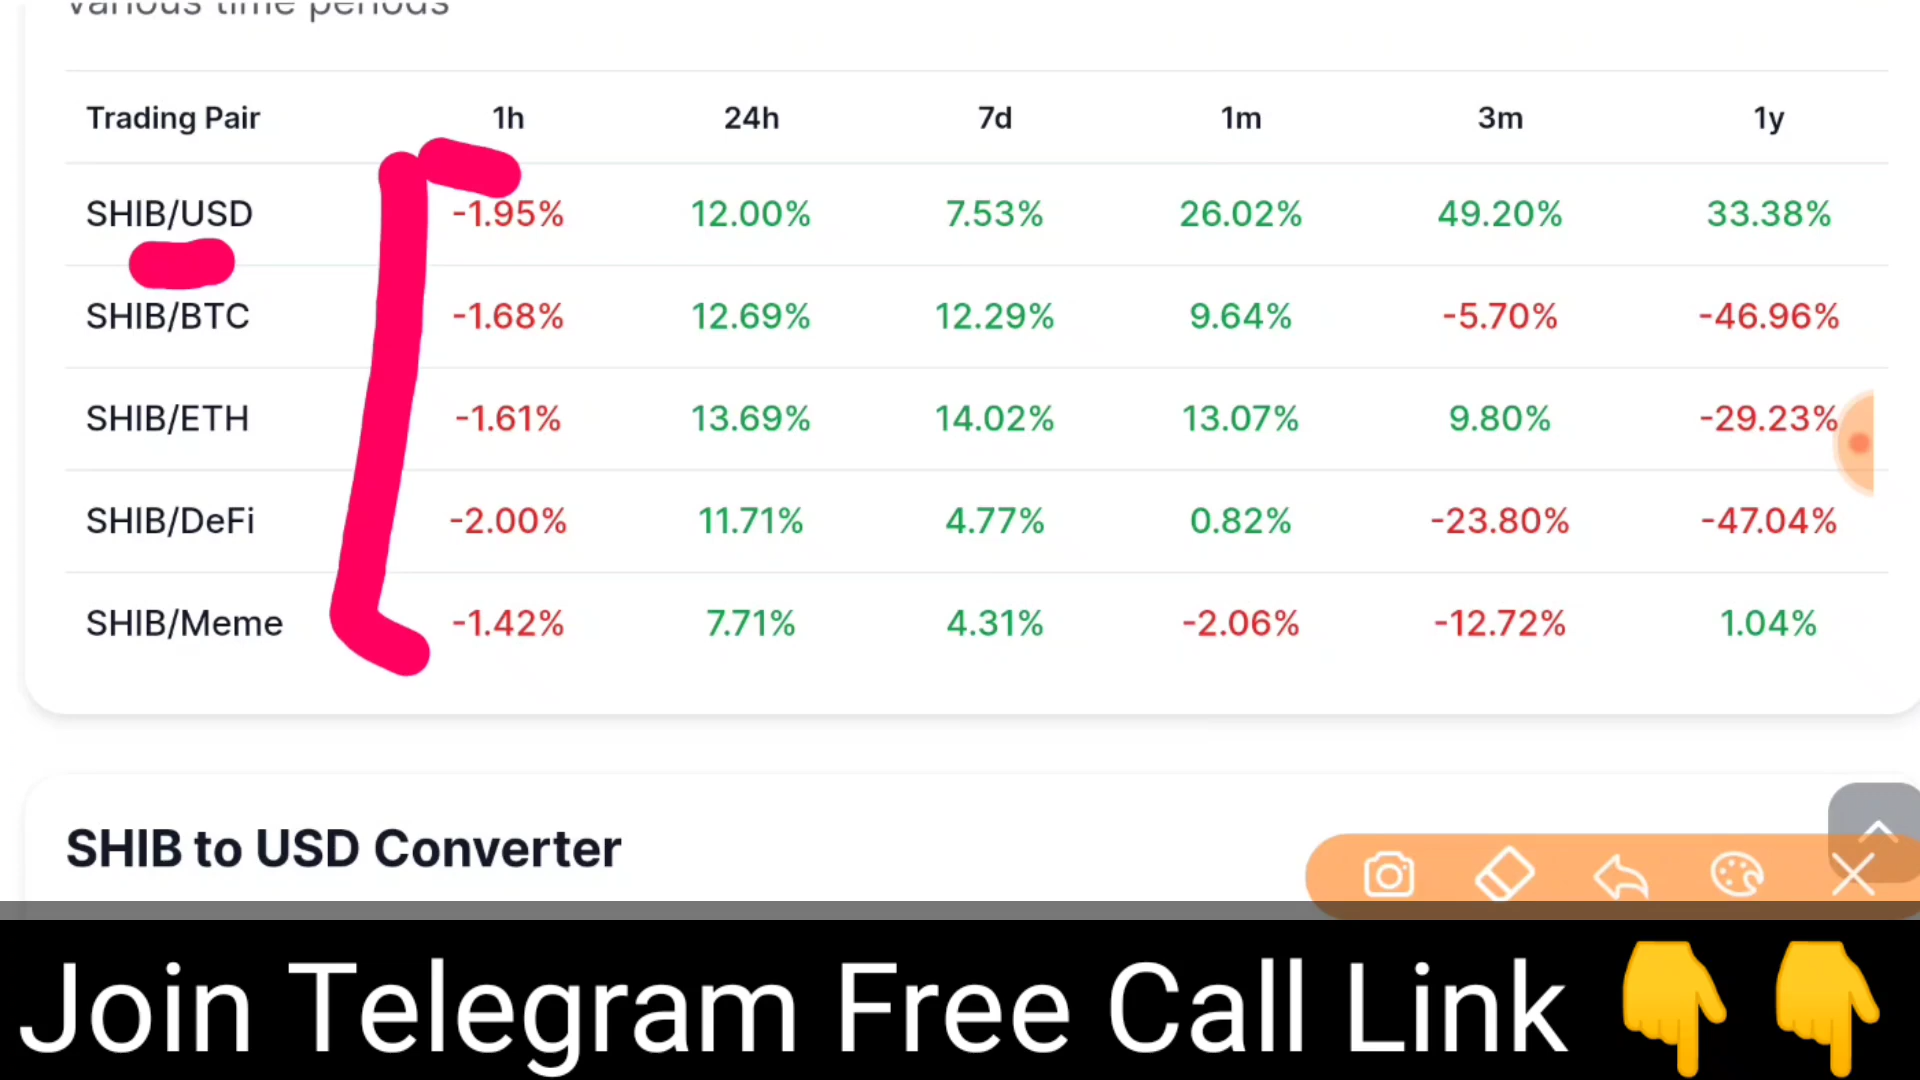 various time periods
Trading Pair 1h 24h 7d 1m 3m 1y
SHIB/USD -1.95% 12.00% 7.53% 26.02% 49.20% 33.38%
SHIB/BTC -1.68% 12.69% 12.29% 9.64% -5.70% -46.96%
SHIB/ETH -1.61% 13.69% 14.02% 13.07% 9.80% -29.23%
SHIB/DeFi -2.00% 11.71% 4.77% 0.82% -23.80% -47.04%
SHIB/Meme -1.42% 7.71% 4.31% -2.06% -12.72% 1.04%
SHIB to USD Converter
Join Telegram Free Call Link 👇 👇